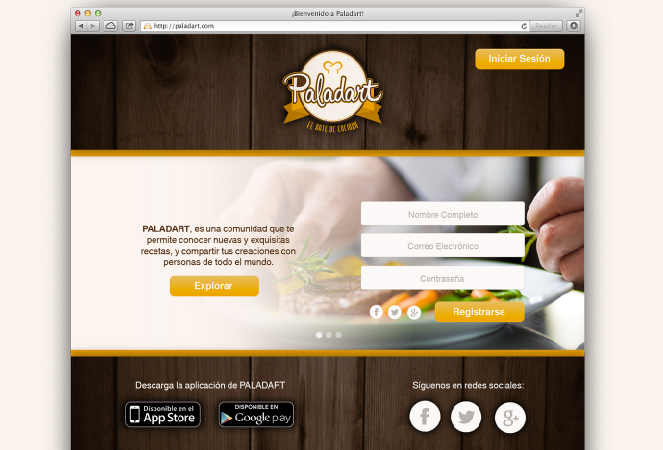 ¡Bienvenido a Paladart!
http://paladart.com
Reader
Iniciar Sesión
Paladart
EL ARTE DE COCINAR
PALADART, es una comunidad que te
permite conocer nuevas y exquisitas
recetas, y compartir tus creaciones con
personas de todo el mundo.
Explorar
Nombre Completo
Correo Electrónico
Contraseña
Registrarse
Descarga la aplicación de PALADAFT
Síguenos en redes sociales:
Disponible en el
App Store
DISPONIBLE EN
Google play